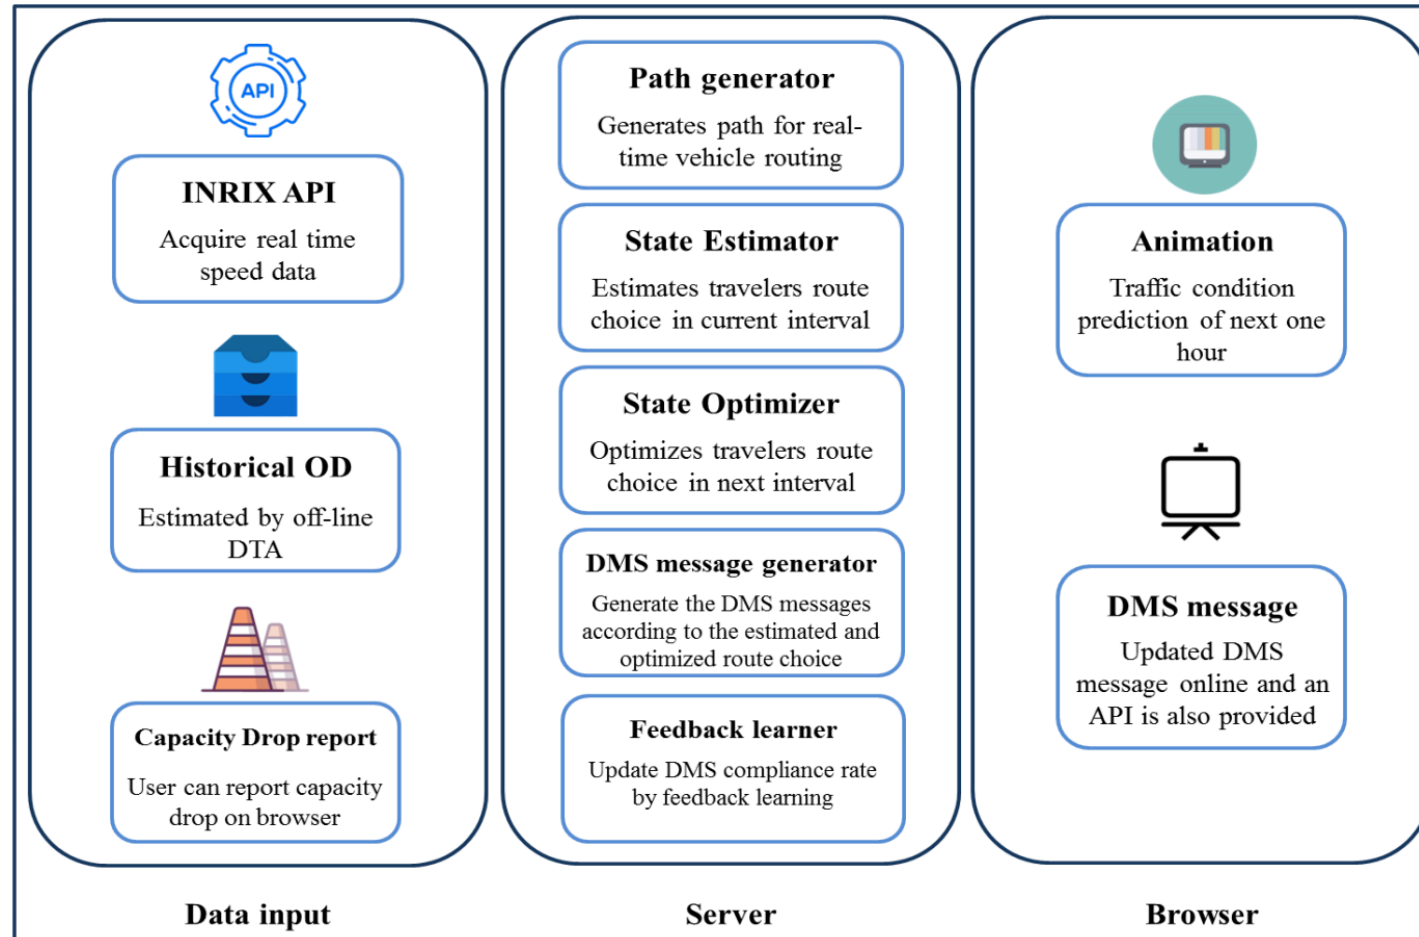 API
INRIX API
Acquire real time
speed data
Historical OD
Estimated by off-line
DTA
Capacity Drop report
User can report capacity
drop on browser
Data input
Path generator
Generates path for real-
time vehicle routing
State Estimator
Estimates travelers route
choice in current interval
State Optimizer
Optimizes travelers route
choice in next interval
DMS message generator
Generate the DMS messages
according to the estimated and
optimized route choice
Feedback learner
Update DMS compliance rate
by feedback learning
Server
Animation
Traffic condition
prediction of next one
hour
DMS message
Updated DMS
message online and an
API is also provided
Browser